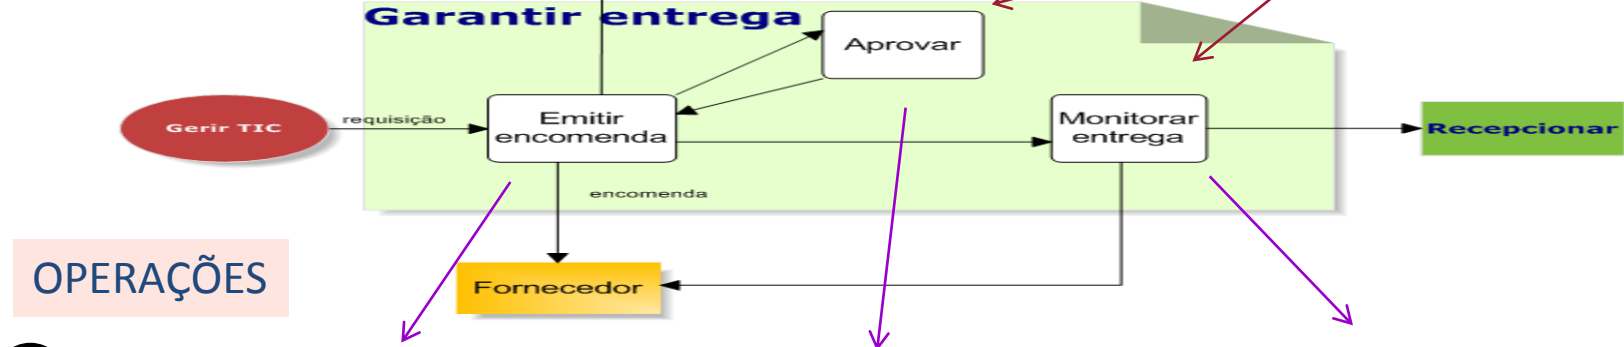 Garantir entrega
Aprovar
Gerir TIC
requisição
Emitir
encomenda
Monitorar
entrega
Recepcionar
encomenda
OPERAÇÕES
Fornecedor